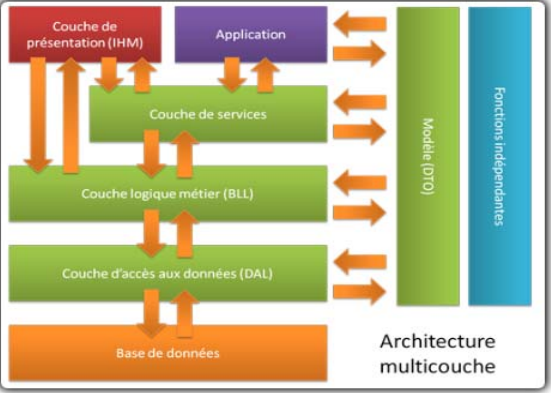 Couche de
présentation (IHM)
Application
Couche de services
Couche logique métier (BLL)
Couche d'accès aux données (DAL)
Base de données
Modèle (DTO)
Fonctions indépendantes
Architecture
multicouche